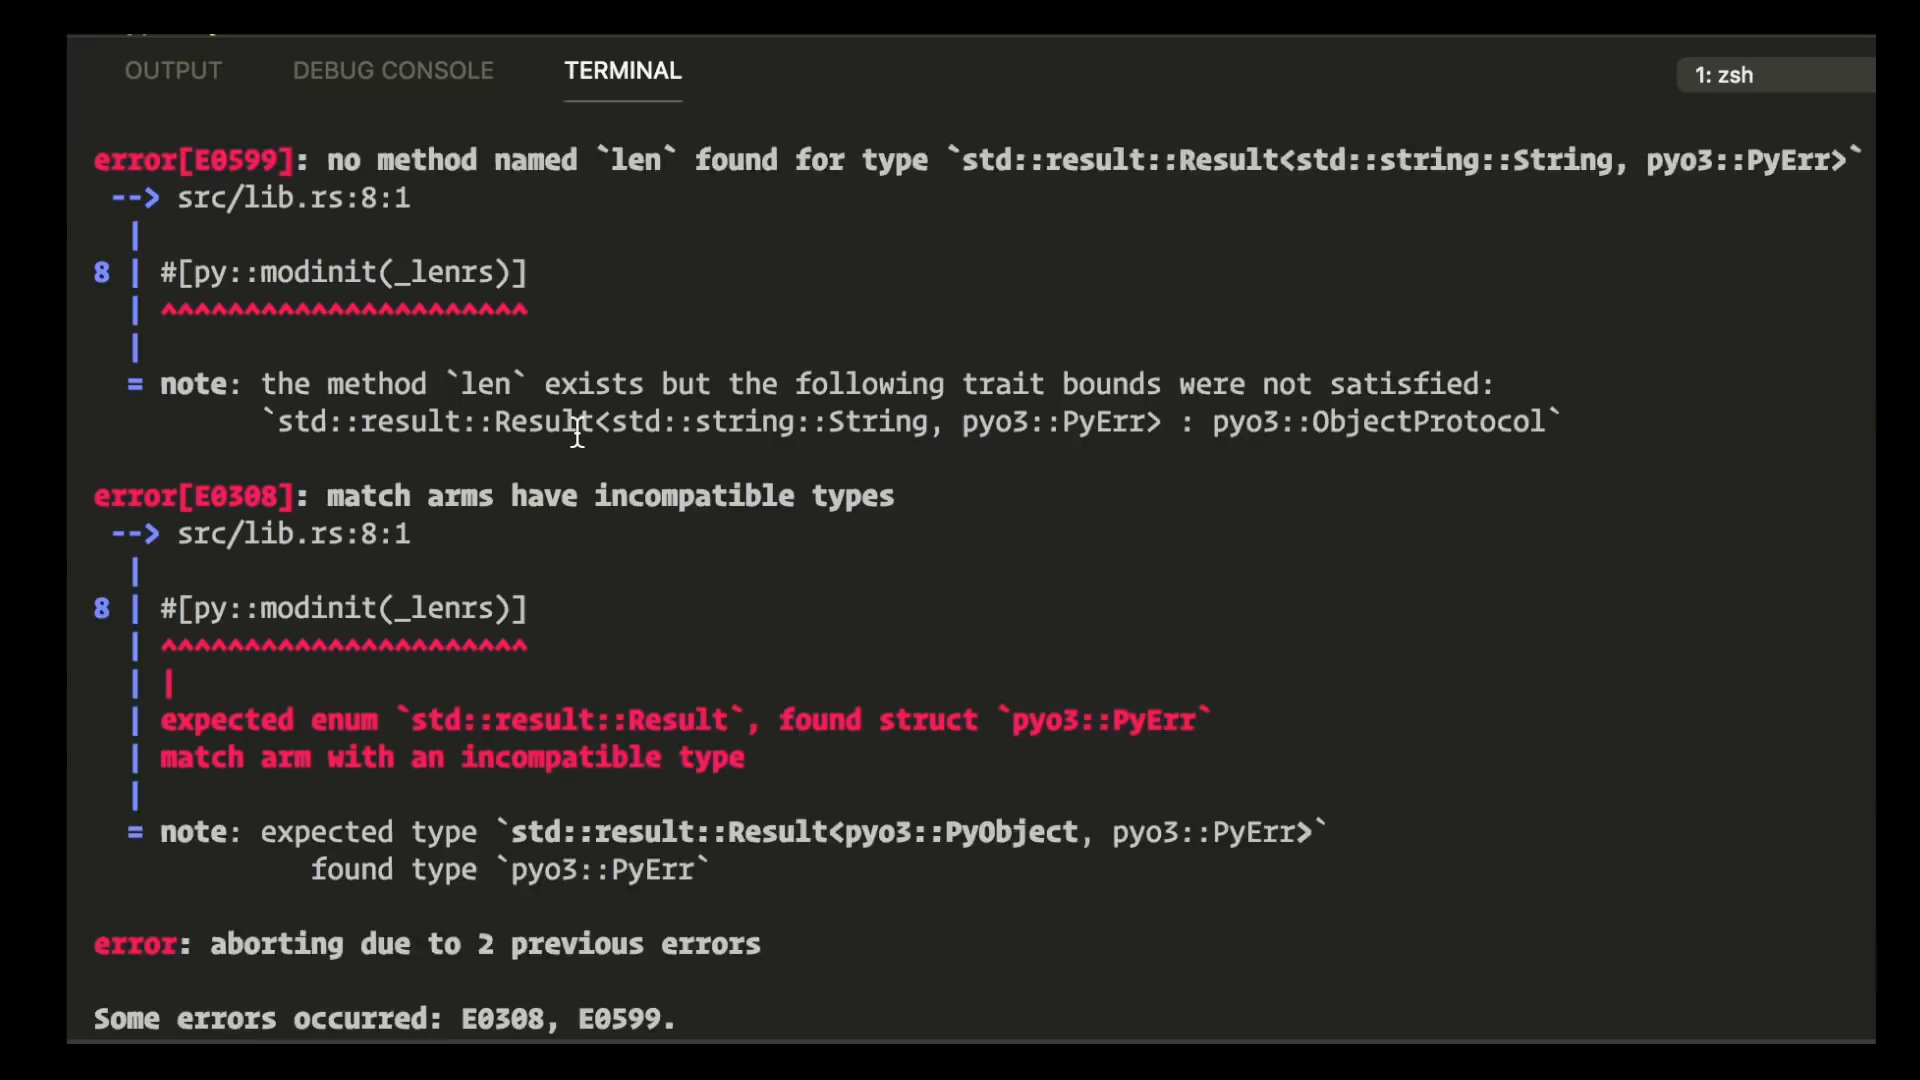 OUTPUT DEBUG CONSOLE TERMINAL 1: zsh
error[E0599]: no method named `len` found for type `std::result::Result<std::string::String, pyo3::PyErr>`
--> src/lib.rs:8:1
|
8 | #[py::modinit(_lenrs)]
| ^^^^^^^^^^^^^^^^^^^^^^
|
= note: the method `len` exists but the following trait bounds were not satisfied:
`std::result::Result<std::string::String, pyo3::PyErr> : pyo3::ObjectProtocol`
error[E0308]: match arms have incompatible types
--> src/lib.rs:8:1
|
8 | #[py::modinit(_lenrs)]
| ^^^^^^^^^^^^^^^^^^^^^^
| |
| expected enum `std::result::Result`, found struct `pyo3::PyErr`
| match arm with an incompatible type
|
= note: expected type `std::result::Result<pyo3::PyObject, pyo3::PyErr>`
found type `pyo3::PyErr`
error: aborting due to 2 previous errors
Some errors occurred: E0308, E0599.